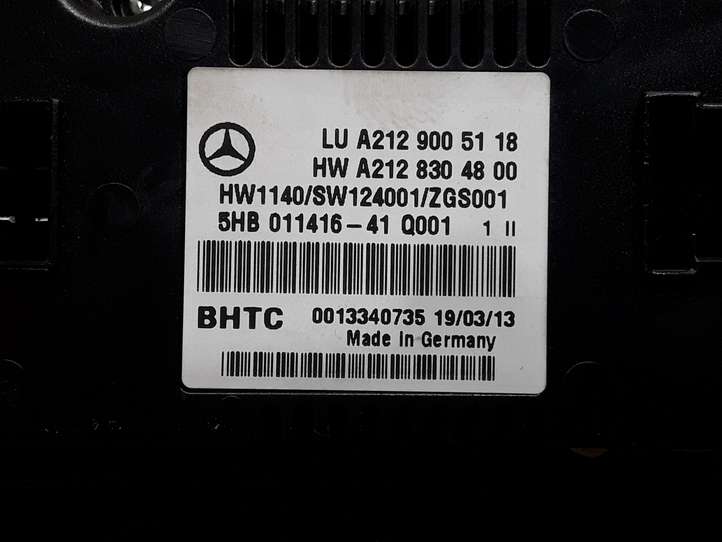 LU A212 900 51 18
HW A212 830 48 00
HW1140/SW124001/ZGS001
5HB 011416-41 Q001 1 II
BHTC 0013340735 19/03/13
Made in Germany